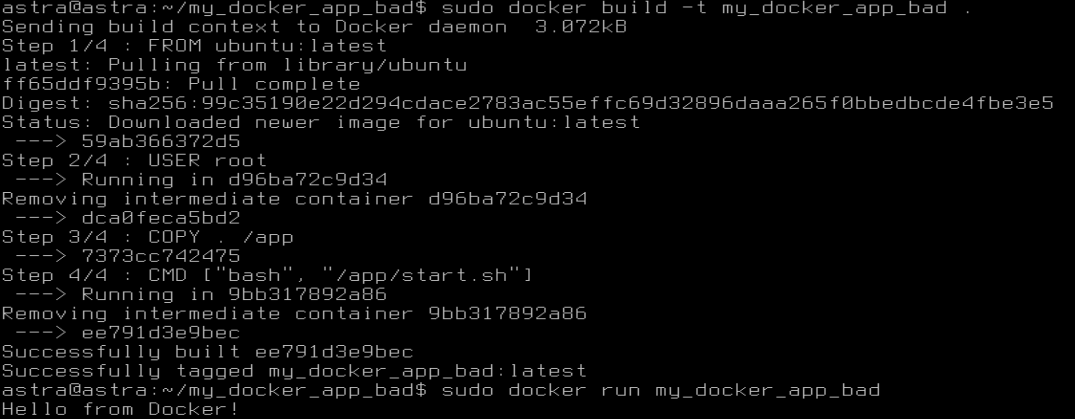 astra@astra:~/my_docker_app_bad$ sudo docker build -t my_docker_app_bad .
Sending build context to Docker daemon  3.072kB
Step 1/4 : FROM ubuntu:latest
latest: Pulling from library/ubuntu
ff65ddf9395b: Pull complete
Digest: sha256:99c35190e22d294cdace2783ac55effc69d32896daaa265f0bbedbcde4fbe3e5
Status: Downloaded newer image for ubuntu:latest
 ---> 59ab366372d5
Step 2/4 : USER root
 ---> Running in d96ba72c9d34
Removing intermediate container d96ba72c9d34
 ---> dca0feca5bd2
Step 3/4 : COPY . /app
 ---> 7373cc742475
Step 4/4 : CMD ["bash", "/app/start.sh"]
 ---> Running in 9bb317892a86
Removing intermediate container 9bb317892a86
 ---> ee791d3e9bec
Successfully built ee791d3e9bec
Successfully tagged my_docker_app_bad:latest
astra@astra:~/my_docker_app_bad$ sudo docker run my_docker_app_bad
Hello from Docker!